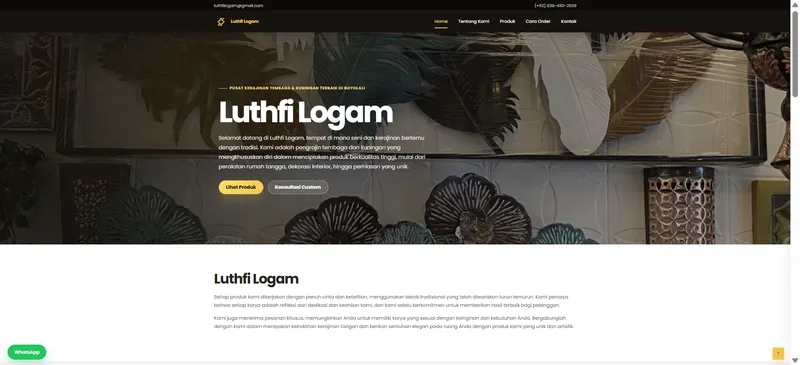 luthfilogam@gmail.com
(+62) 838-4811-2939
Luthfi Logam
Home Tentang Kami Produk Cara Order Kontak
PUSAT KERAJINAN TEMBAGA & KUNINGAN TERBAIK DI BOYOLALI
Luthfi Logam
Selamat datang di Luthfi Logam, tempat di mana seni dan kerajinan bertemu
dengan tradisi. Kami adalah pengrajin tembaga dan kuningan yang
mengkhususkan diri dalam menciptakan produk berkualitas tinggi, mulai dari
peralatan rumah tangga, dekorasi interior, hingga perhiasan yang unik.
Lihat Produk
Konsultasi Custom
Luthfi Logam
Setiap produk kami dikerjakan dengan penuh cinta dan ketelitian, menggunakan teknik tradisional yang telah diwariskan turun temurun. Kami percaya
bahwa setiap karya adalah refleksi dari dedikasi dan keahlian kami, dan kami selalu berkomitmen untuk memberikan hasil terbaik bagi pelanggan.
Kami juga menerima pesanan khusus, memungkinkan Anda untuk memiliki karya yang sesuai dengan keinginan dan kebutuhan Anda. Bergabunglah
dengan kami dalam merayakan keindahan kerajinan tangan dan berikan sentuhan elegan pada ruang Anda dengan produk kami yang unik dan artistik.
WhatsApp
↑